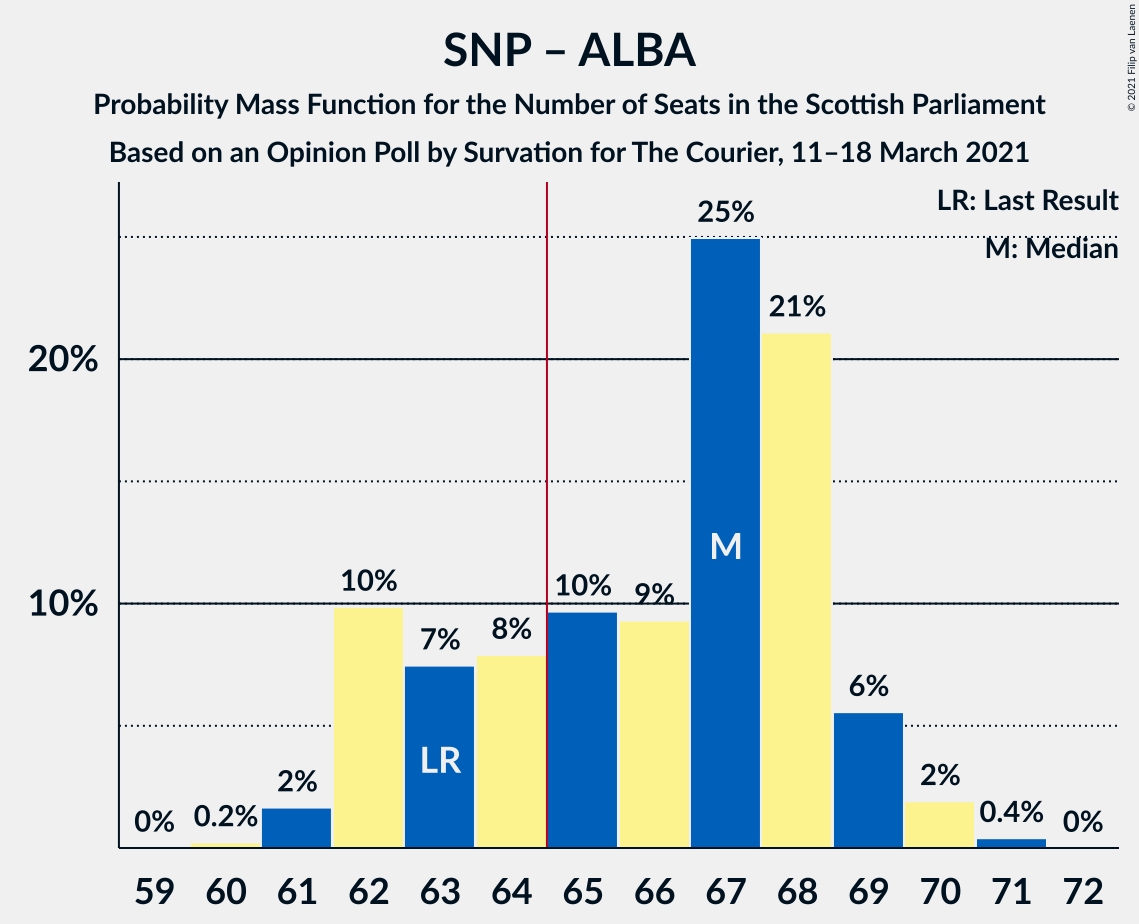 SNP – ALBA
Probability Mass Function for the Number of Seats in the Scottish Parliament
Based on an Opinion Poll by Survation for The Courier, 11–18 March 2021
© 2021 Filip van Laenen
LR: Last Result
M: Median
20%
10%
0%
0.2%
2%
10%
7%
8%
10%
9%
25%
21%
6%
2%
0.4%
0%
LR
M
59 60 61 62 63 64 65 66 67 68 69 70 71 72